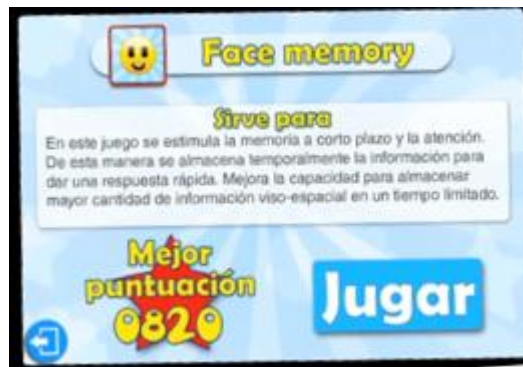 Face memory
Sirve para
En este juego se estimula la memoria a corto plazo y la atención.
De esta manera se almacena temporalmente la información para
dar una respuesta rápida. Mejora la capacidad para almacenar
mayor cantidad de información viso-espacial en un tiempo limitado.
Mejor
puntuación
0820
Jugar